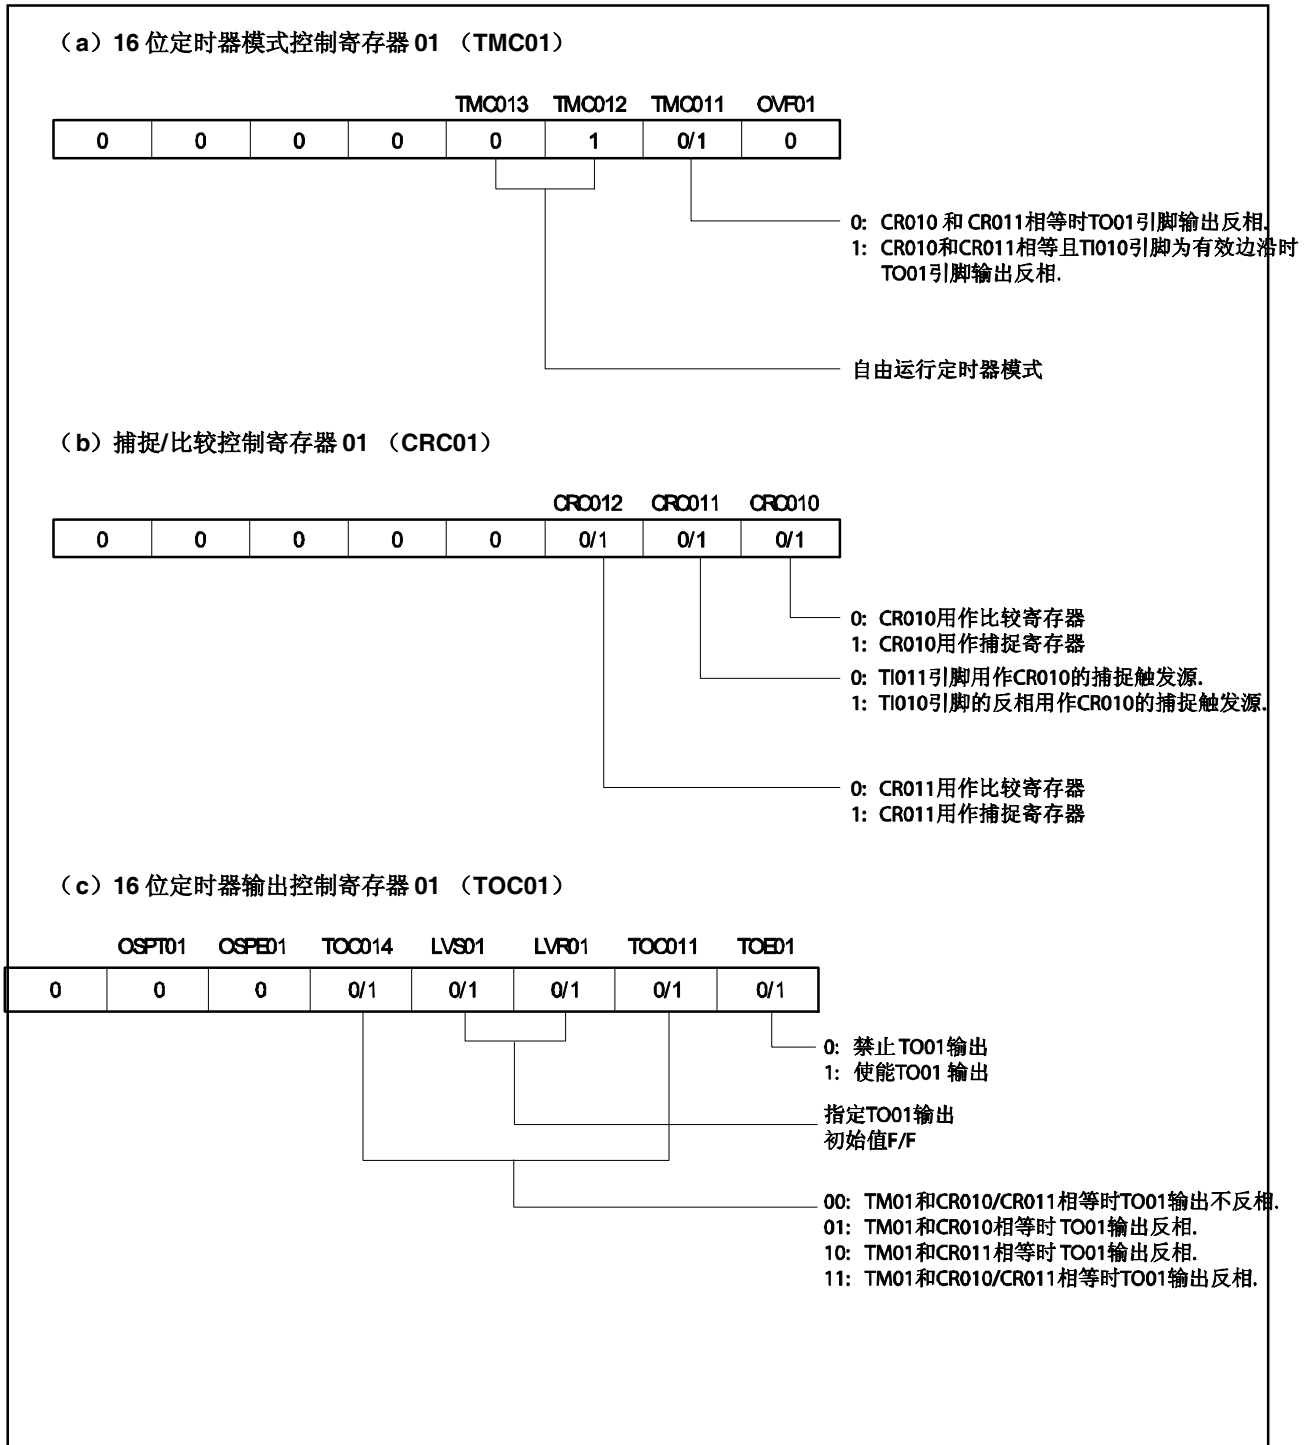 （a）16 位定时器模式控制寄存器 01 （TMC01）
TMC013 TMC012 TMC011 OVF01
0 0 0 0 0 1 0/1 0
0: CR010 和 CR011相等时TO01引脚输出反相.
1: CR010和CR011相等且TI010引脚为有效边沿时
TO01引脚输出反相.
自由运行定时器模式
（b）捕捉/比较控制寄存器 01 （CRC01）
CRC012 CRC011 CRC010
0 0 0 0 0 0/1 0/1 0/1
0: CR010用作比较寄存器
1: CR010用作捕捉寄存器
0: TI011引脚用作CR010的捕捉触发源.
1: TI010引脚的反相用作CR010的捕捉触发源.
0: CR011用作比较寄存器
1: CR011用作捕捉寄存器
（c）16 位定时器输出控制寄存器 01 （TOC01）
OSPT01 OSPE01 TOC014 LVS01 LVR01 TOC011 TOE01
0 0 0 0/1 0/1 0/1 0/1 0/1
0: 禁止 TO01输出
1: 使能TO01 输出
指定TO01输出
初始值F/F
00: TM01和CR010/CR011相等时TO01输出不反相.
01: TM01和CR010相等时 TO01输出反相.
10: TM01和CR011相等时 TO01输出反相.
11: TM01和CR010/CR011相等时TO01输出反相.